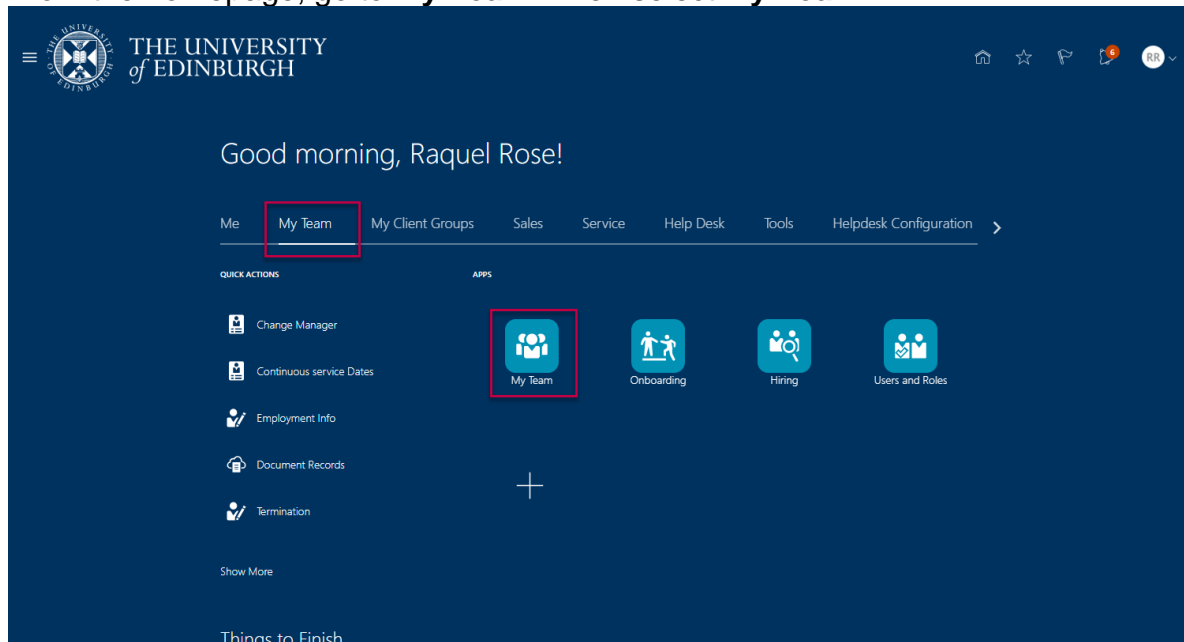 THE UNIVERSITY
of EDINBURGH
6
RR
Good morning, Raquel Rose!
Me My Team My Client Groups Sales Service Help Desk Tools Helpdesk Configuration
QUICK ACTIONS APPS
Change Manager
Continuous service Dates
Employment Info
Document Records
Termination
Show More
My Team Onboarding Hiring Users and Roles
Things to Finish